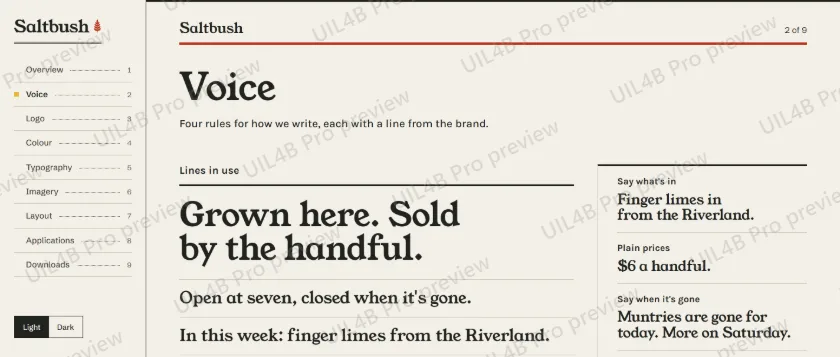 Saltbush
Overview 1
Voice 2
Logo 3
Colour 4
Typography 5
Imagery 6
Layout 7
Applications 8
Downloads 9
Light Dark
Saltbush
2 of 9
Voice
Four rules for how we write, each with a line from the brand.
Lines in use
Grown here. Sold
by the handful.
Open at seven, closed when it's gone.
In this week: finger limes from the Riverland.
Say what's in
Finger limes in
from the Riverland.
Plain prices
$6 a handful.
Say when it's gone
Muntries are gone for
today. More on Saturday.
UIL4B Pro preview